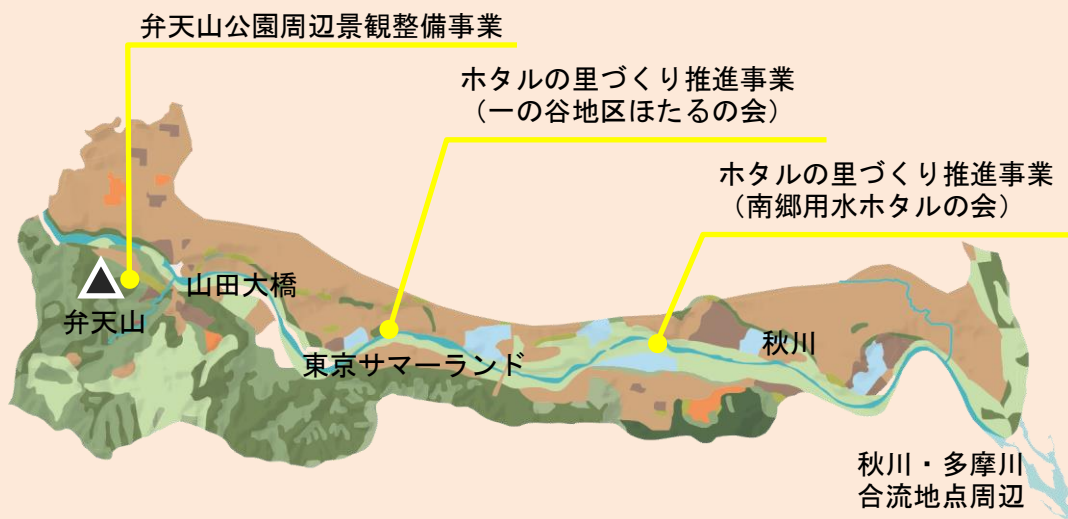 弁天山公園周辺景観整備事業
ホタルの里づくり推進事業
（一の谷地区ほたるの会）
ホタルの里づくり推進事業
（南郷用水ホタルの会）
山田大橋
弁天山
東京サマーランド
秋川
秋川・多摩川
合流地点周辺